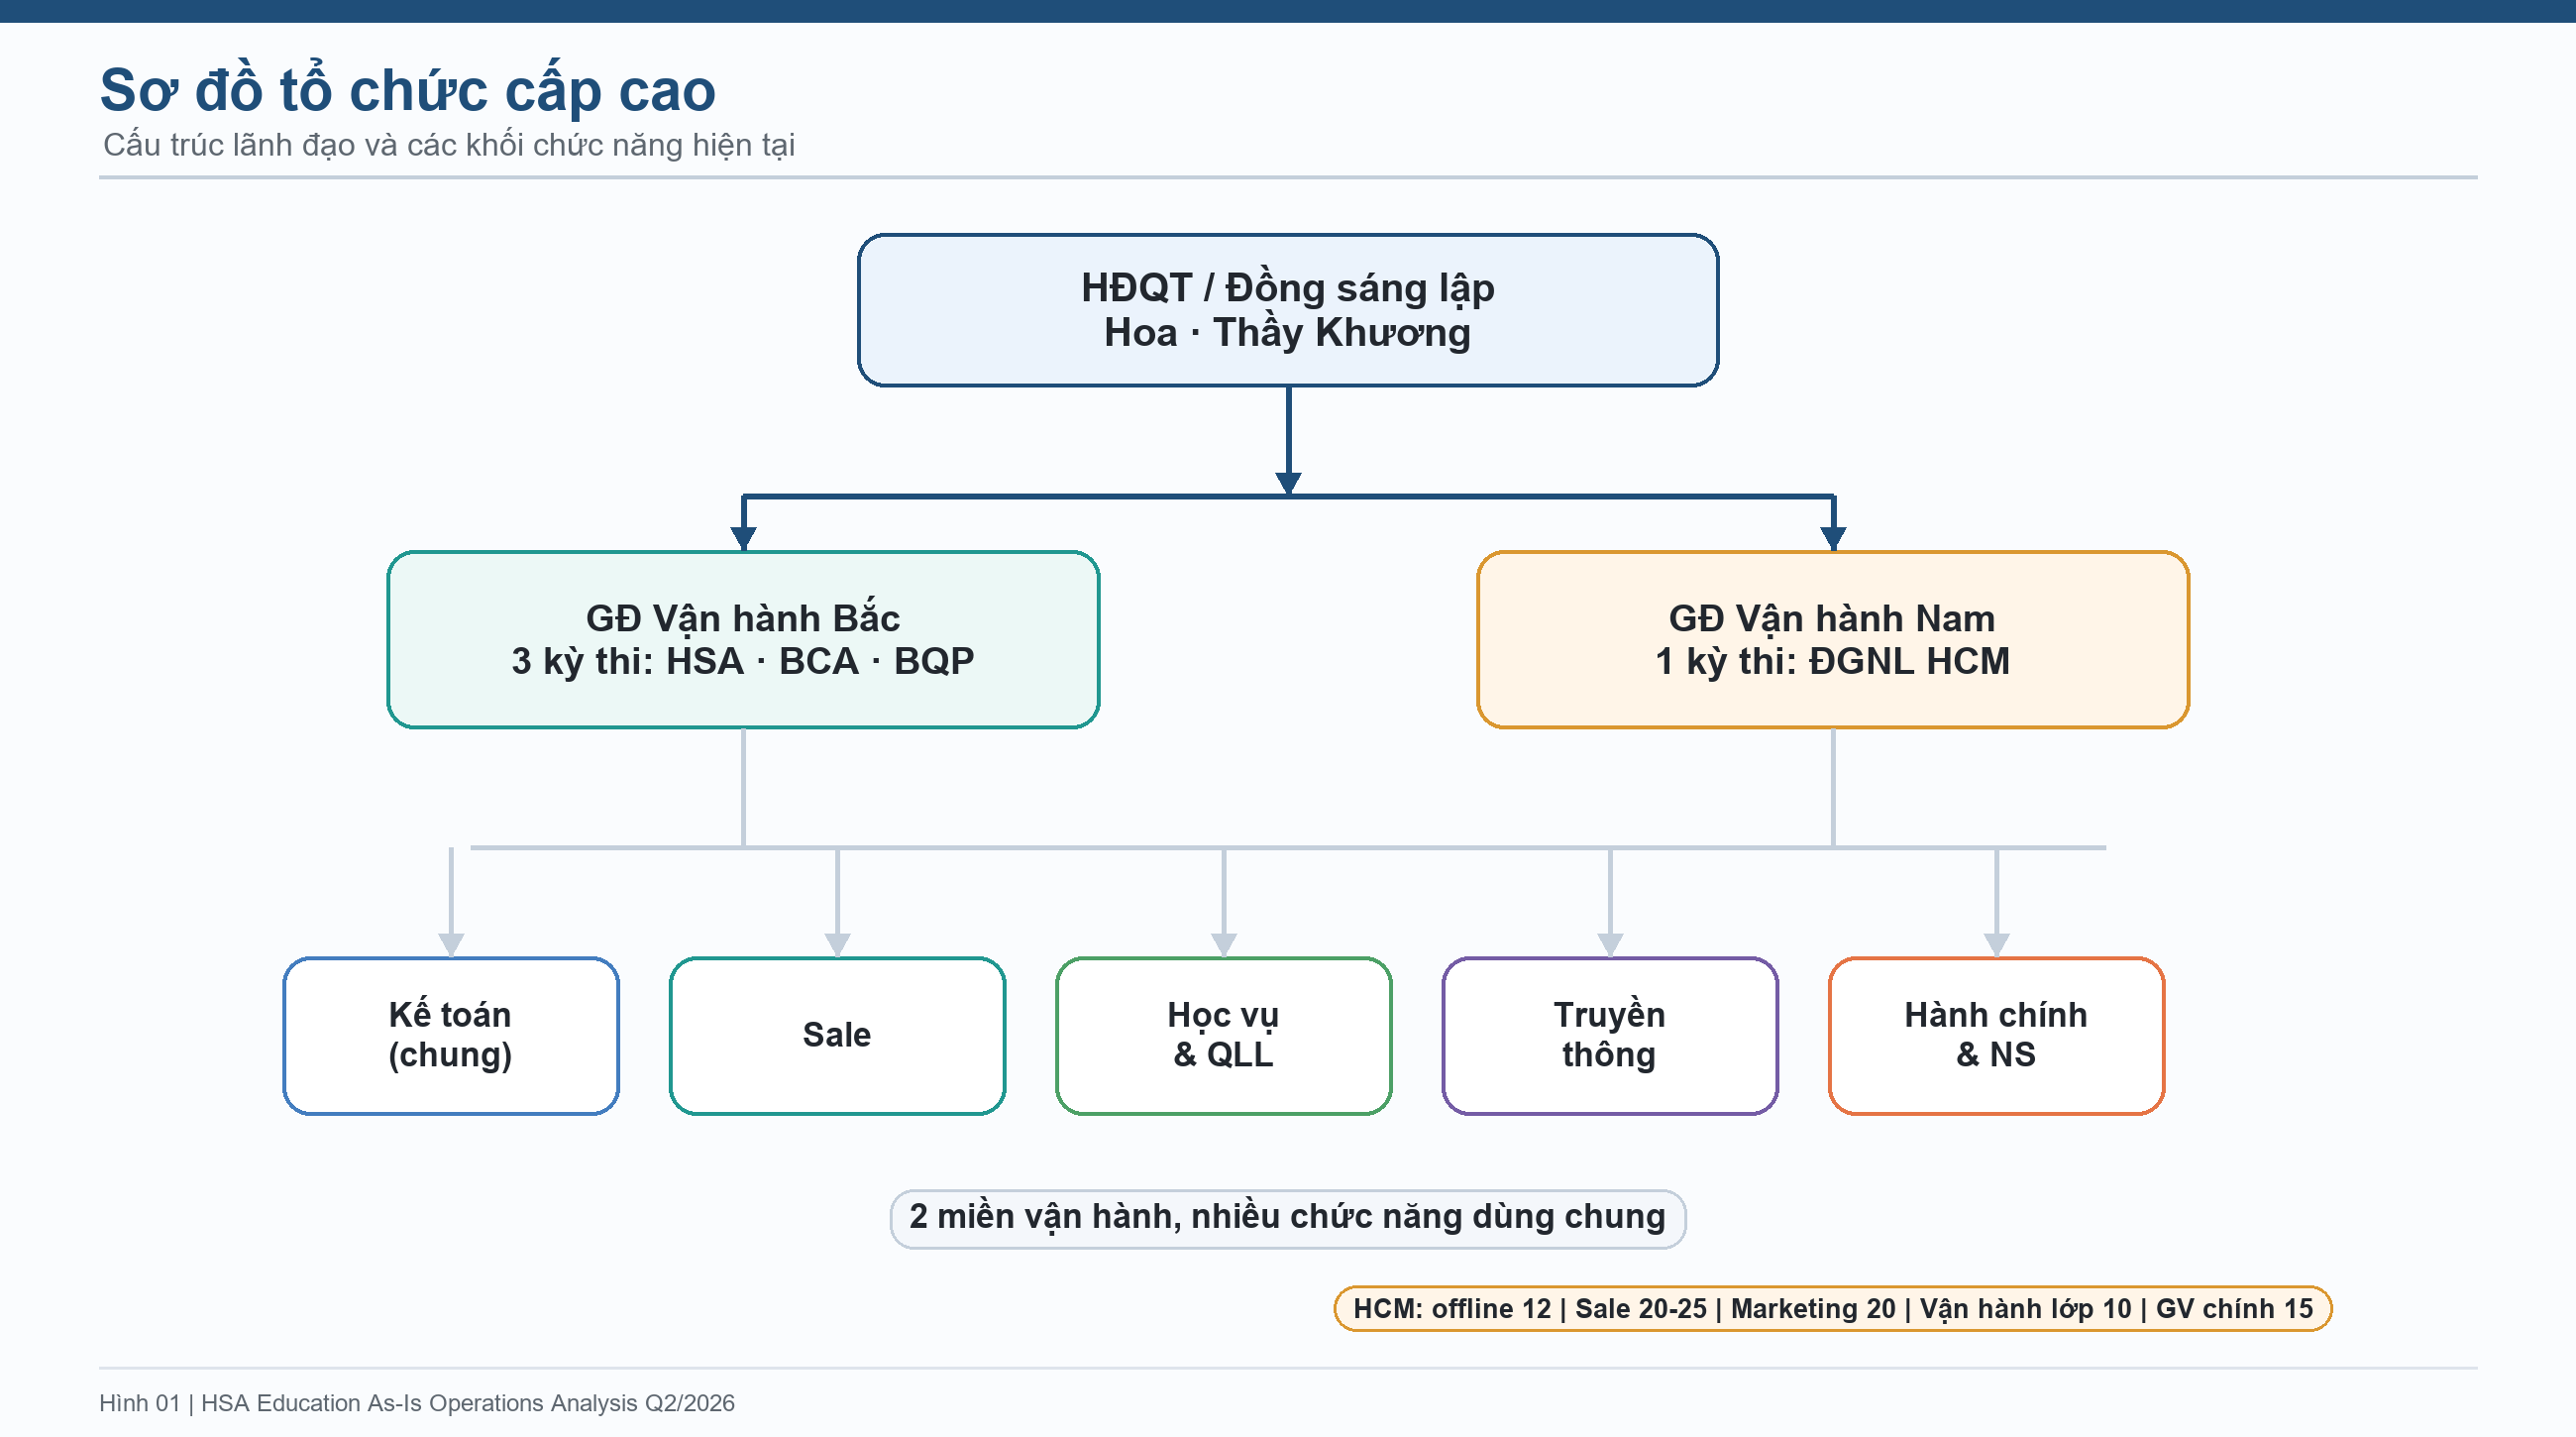 Sơ đồ tổ chức cấp cao
Cấu trúc lãnh đạo và các khối chức năng hiện tại
HĐQT / Đồng sáng lập
Hoa · Thầy Khương
GĐ Vận hành Bắc
3 kỳ thi: HSA · BCA · BQP
GĐ Vận hành Nam
1 kỳ thi: ĐGNL HCM
Kế toán
(chung)
Sale
Học vụ
& QLL
Truyền
thông
Hành chính
& NS
2 miền vận hành, nhiều chức năng dùng chung
HCM: offline 12 | Sale 20-25 | Marketing 20 | Vận hành lớp 10 | GV chính 15
Hình 01 | HSA Education As-Is Operations Analysis Q2/2026